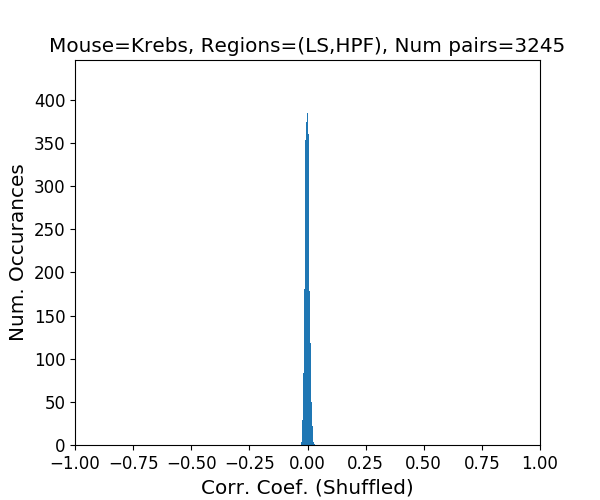 Mouse=Krebs, Regions=(LS,HPF), Num pairs=3245
Num. Occurances
400
350
300
250
200
150
100
50
0
−1.00 −0.75 −0.50 −0.25 0.00 0.25 0.50 0.75 1.00
Corr. Coef. (Shuffled)